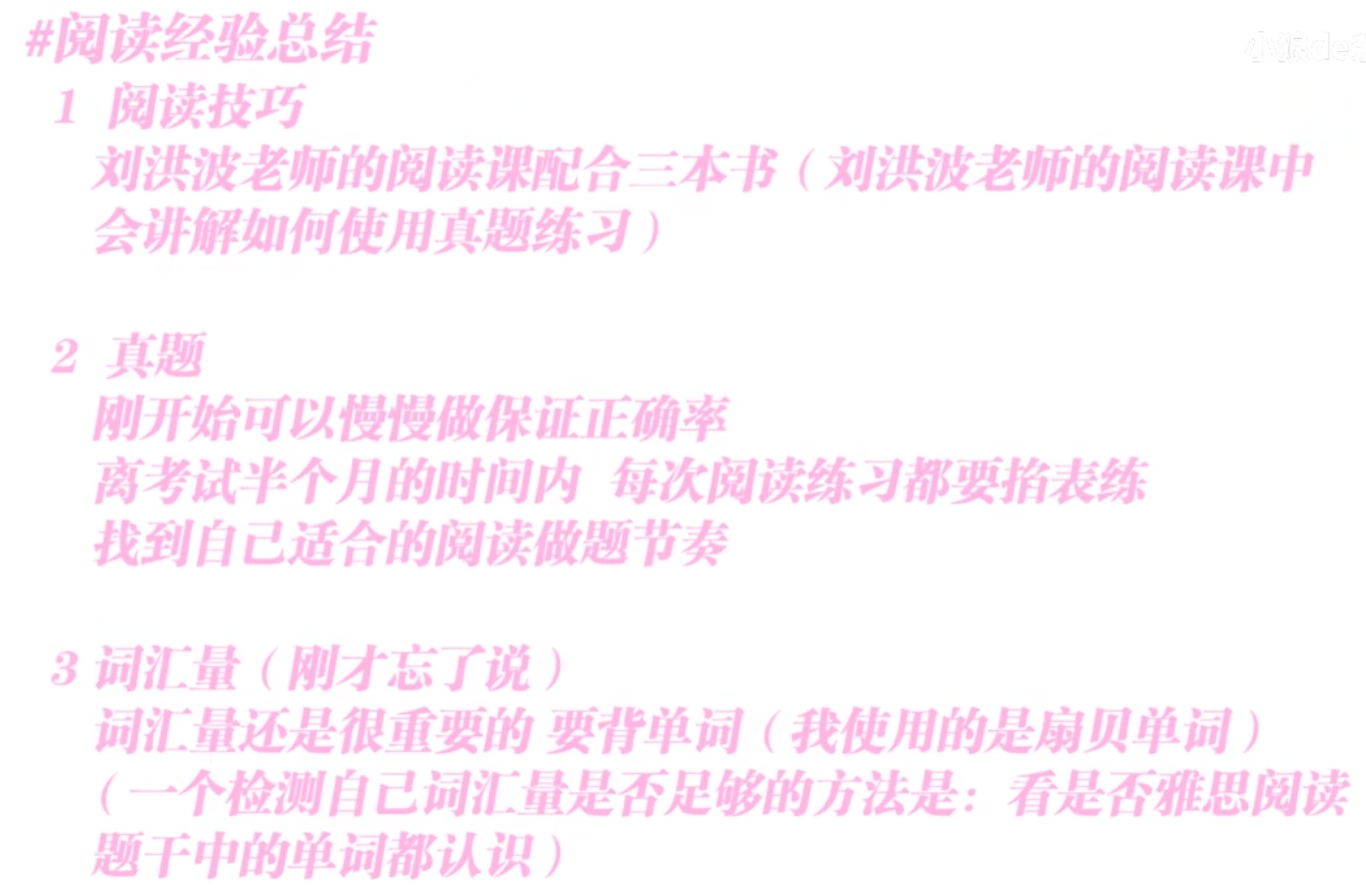 #阅读经验总结
1 阅读技巧
刘洪波老师的阅读课配合三本书（刘洪波老师的阅读课中
会讲解如何使用真题练习）
2 真题
刚开始可以慢慢做保证正确率
离考试半个月的时间内 每次阅读练习都要掐表练
找到自己适合的阅读做题节奏
3 词汇量（刚才忘了说）
词汇量还是很重要的 要背单词（我使用的是扇贝单词）
（一个检测自己词汇量是否足够的方法是：看是否雅思阅读
题干中的单词都认识）